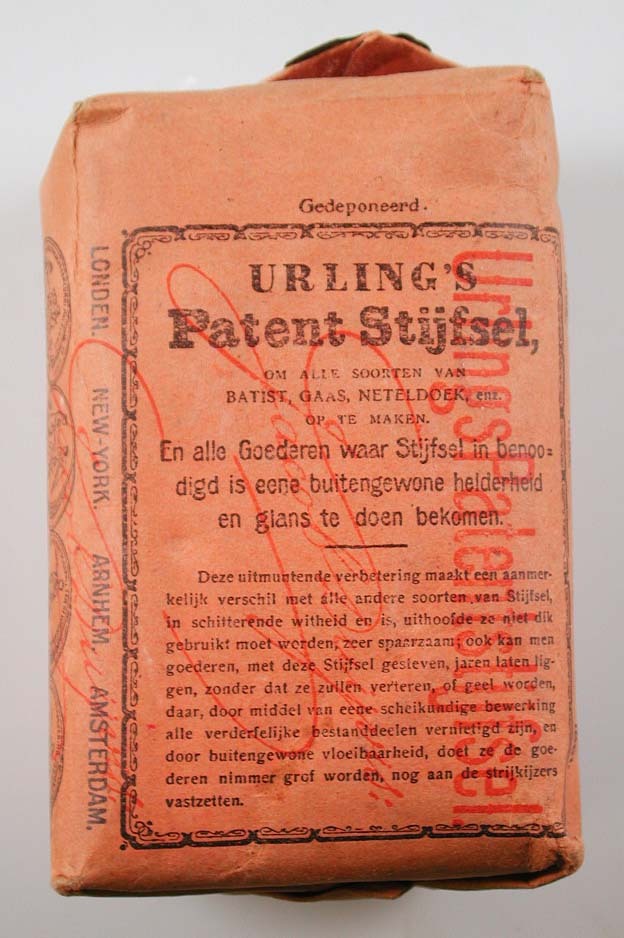 Gedeponeerd.
URLING'S
Patent Stijfsel,
OM ALLE SOORTEN VAN
BATIST, GAAS, NETELDOEK, enz.
OP TE MAKEN.
En alle Goederen waar Stijfsel in benoo=
digd is eene buitengewone helderheid
en glans te doen bekomen.
Deze uitmuntende verbetering maakt een aanmer-
kelijk verschil met alle andere soorten van Stijfsel,
in schitterende witheid en is, uithoofde ze niet dik
gebruikt moet worden, zeer spaarzaam; ook kan men
goederen, met deze Stijfsel gesteven, jaren laten lig-
gen, zonder dat ze zullen verteren, of geel worden,
daar, door middel van eene scheikundige bewerking
alle verderfelijke bestanddeelen vernietigd zijn, en
door buitengewone vloeibaarheid, doet ze de goe-
deren nimmer grof worden, nog aan de strijkijzers
vastzetten.
LONDEN. NEW-YORK. ARNHEM. AMSTERDAM.
Urlings Patent Stijfsel.